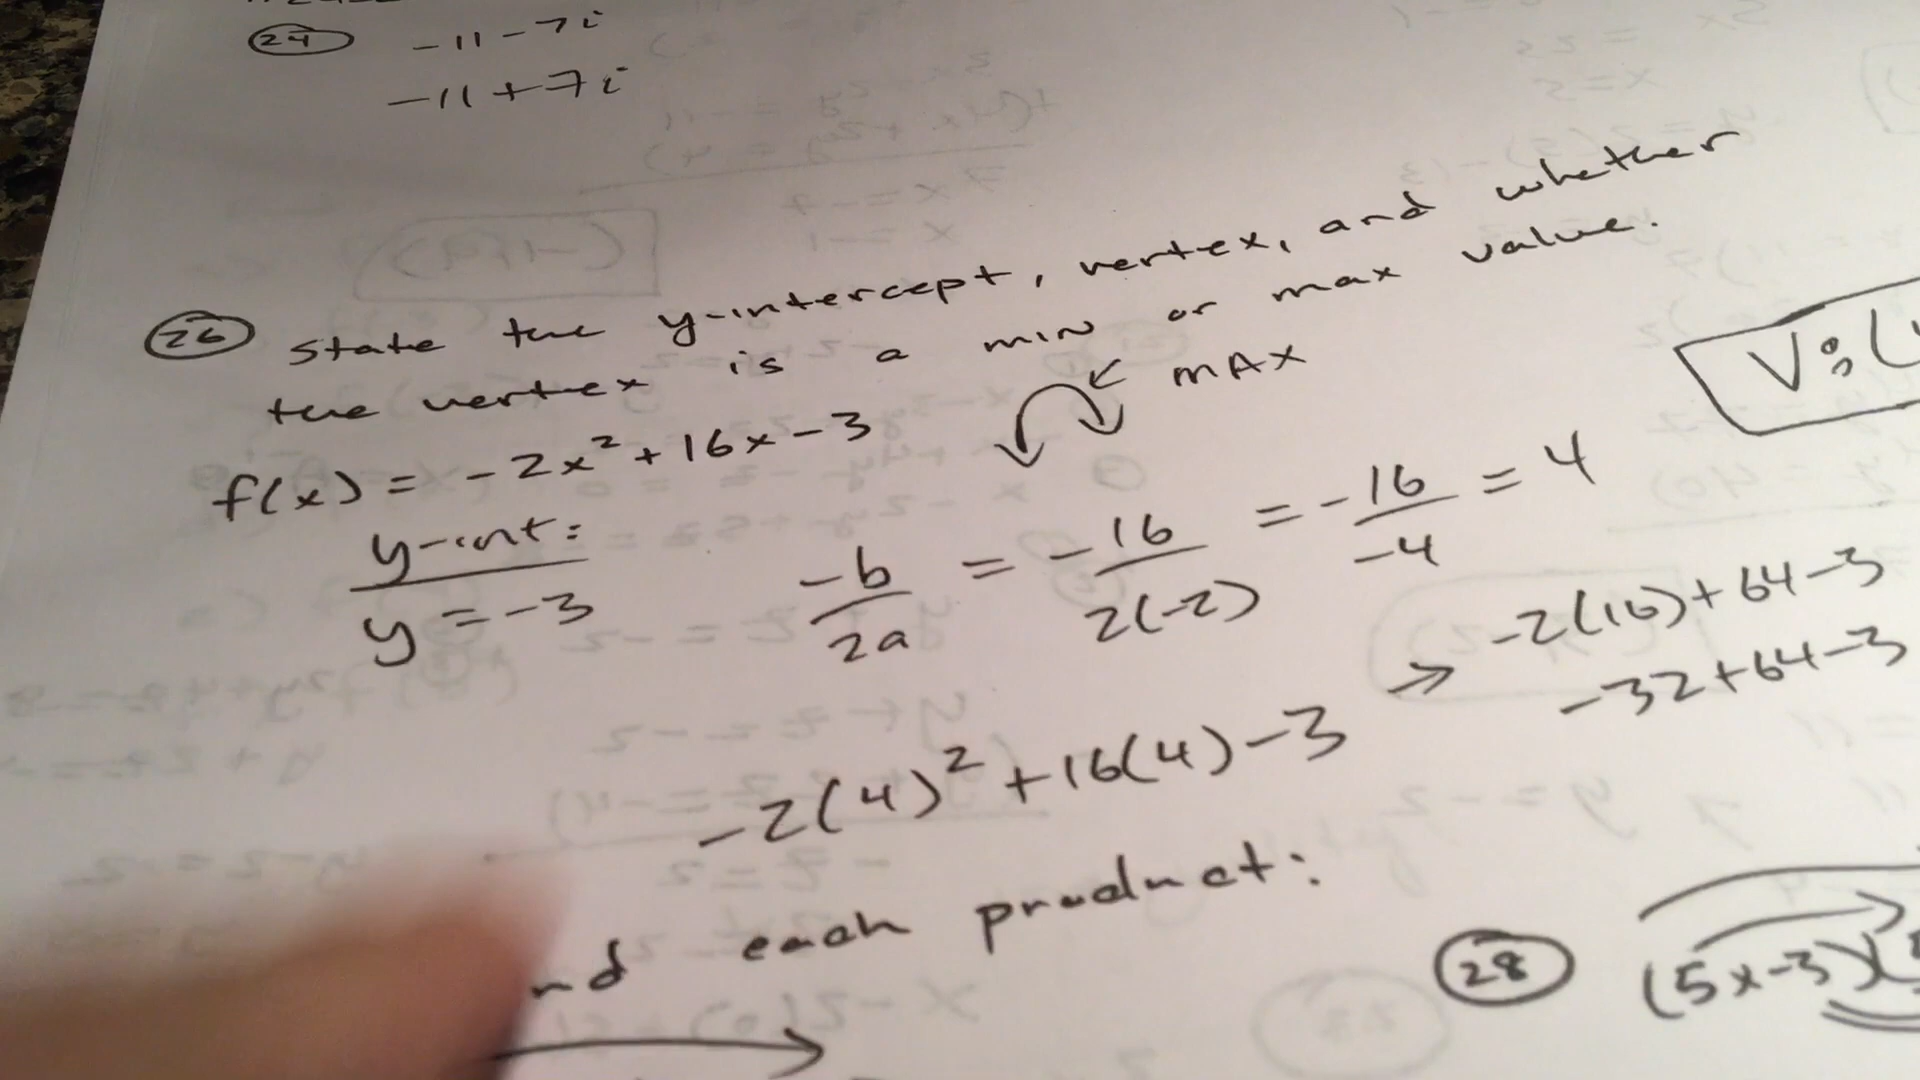 24 -11-7i
-11+7i
26 State the y-intercept, vertex, and whether
the vertex is a min or max value.
MAX
f(x) = -2x²+16x-3
V:(
y-int:
y=-3
-b/2a = -16/2(-2) = -16/-4 = 4
→ -2(16)+64-3
-32+64-3
-2(4)²+16(4)-3
each product:
28 (5x-3)(